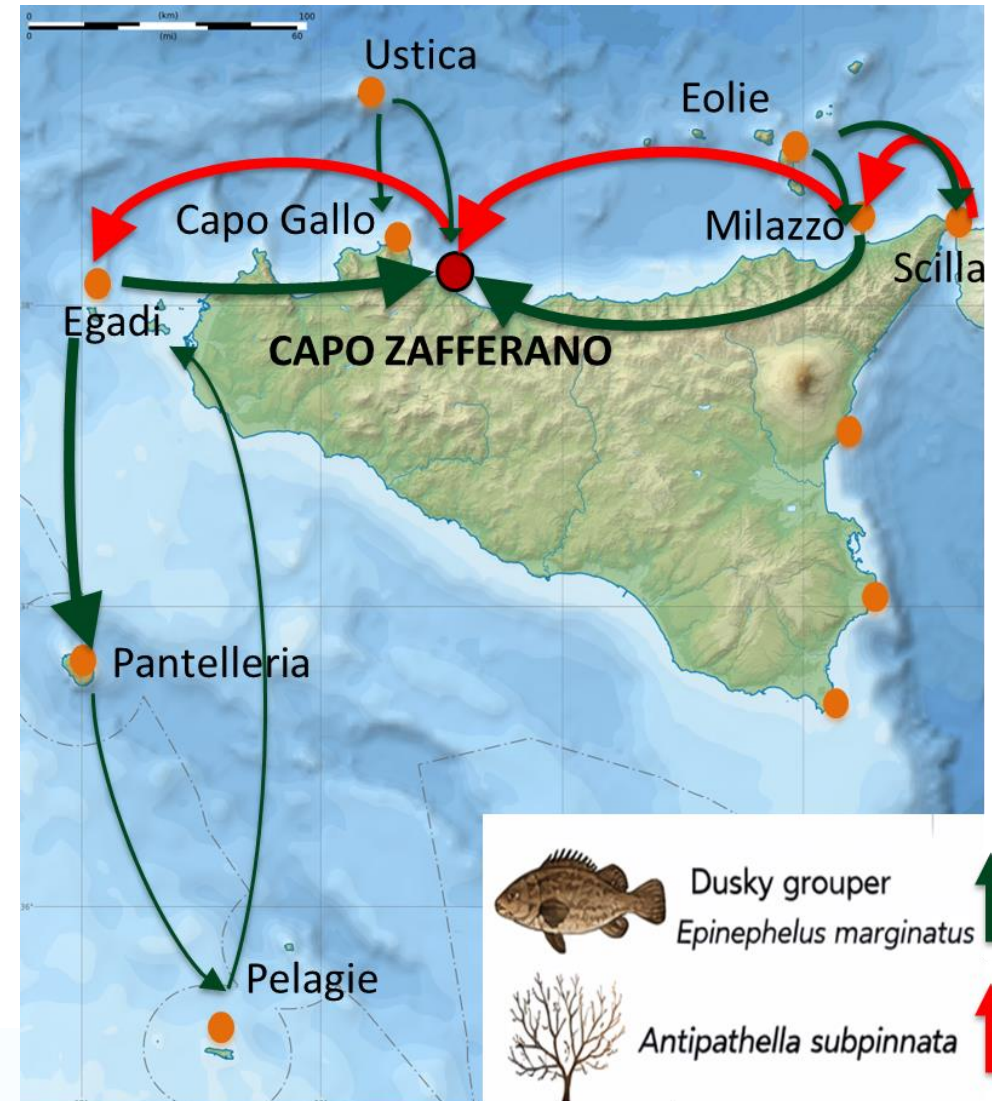 (km)
0 100
(mi)
0 60
Ustica
Eolie
Capo Gallo
Milazzo
Scilla
Egadi
CAPO ZAFFERANO
Pantelleria
Pelagie
Dusky grouper
Epinephelus marginatus
Antipathella subpinnata